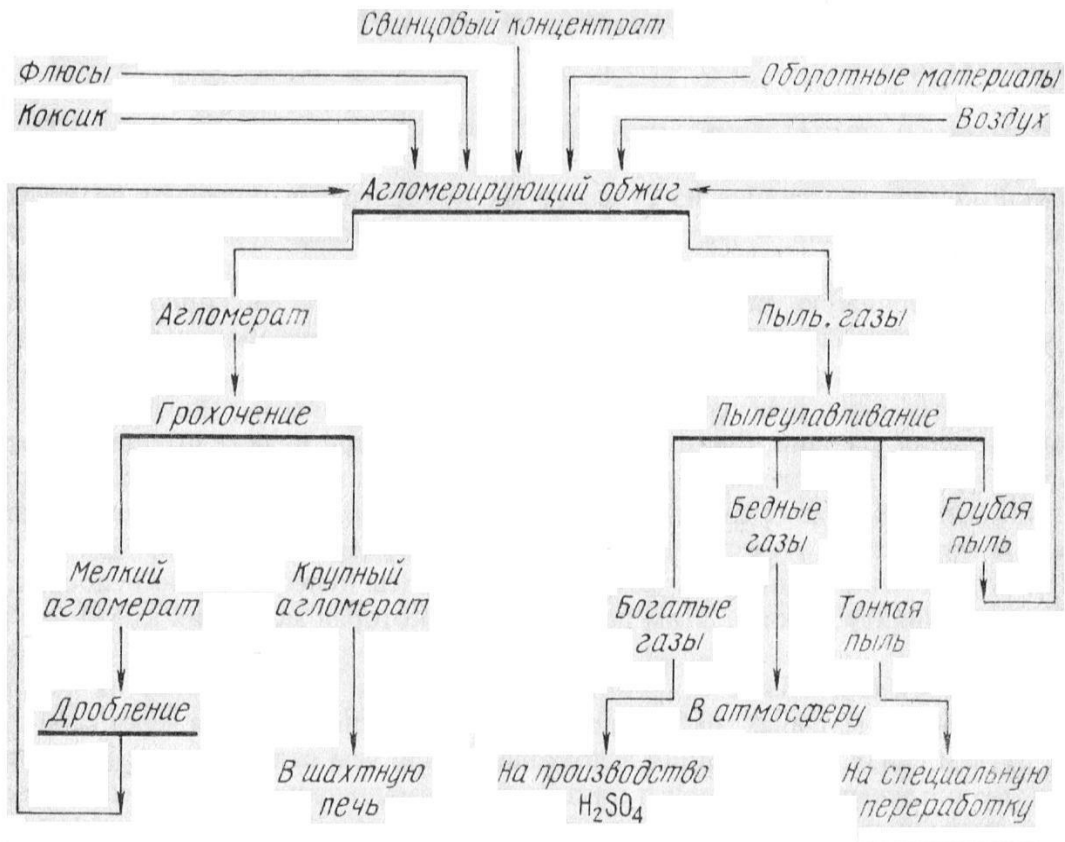 Свинцовый концентрат
Флюсы
Оборотные материалы
Коксик
Воздух
Агломерирующий обжиг
Агломерат
Пыль, газы
Грохочение
Пылеулавливание
Бедные
газы
Грубая
пыль
Мелкий
агломерат
Крупный
агломерат
Богатые
газы
Тонкая
пыль
Дробление
В атмосферу
В шахтную
печь
На производство
H₂SO₄
На специальную
переработку